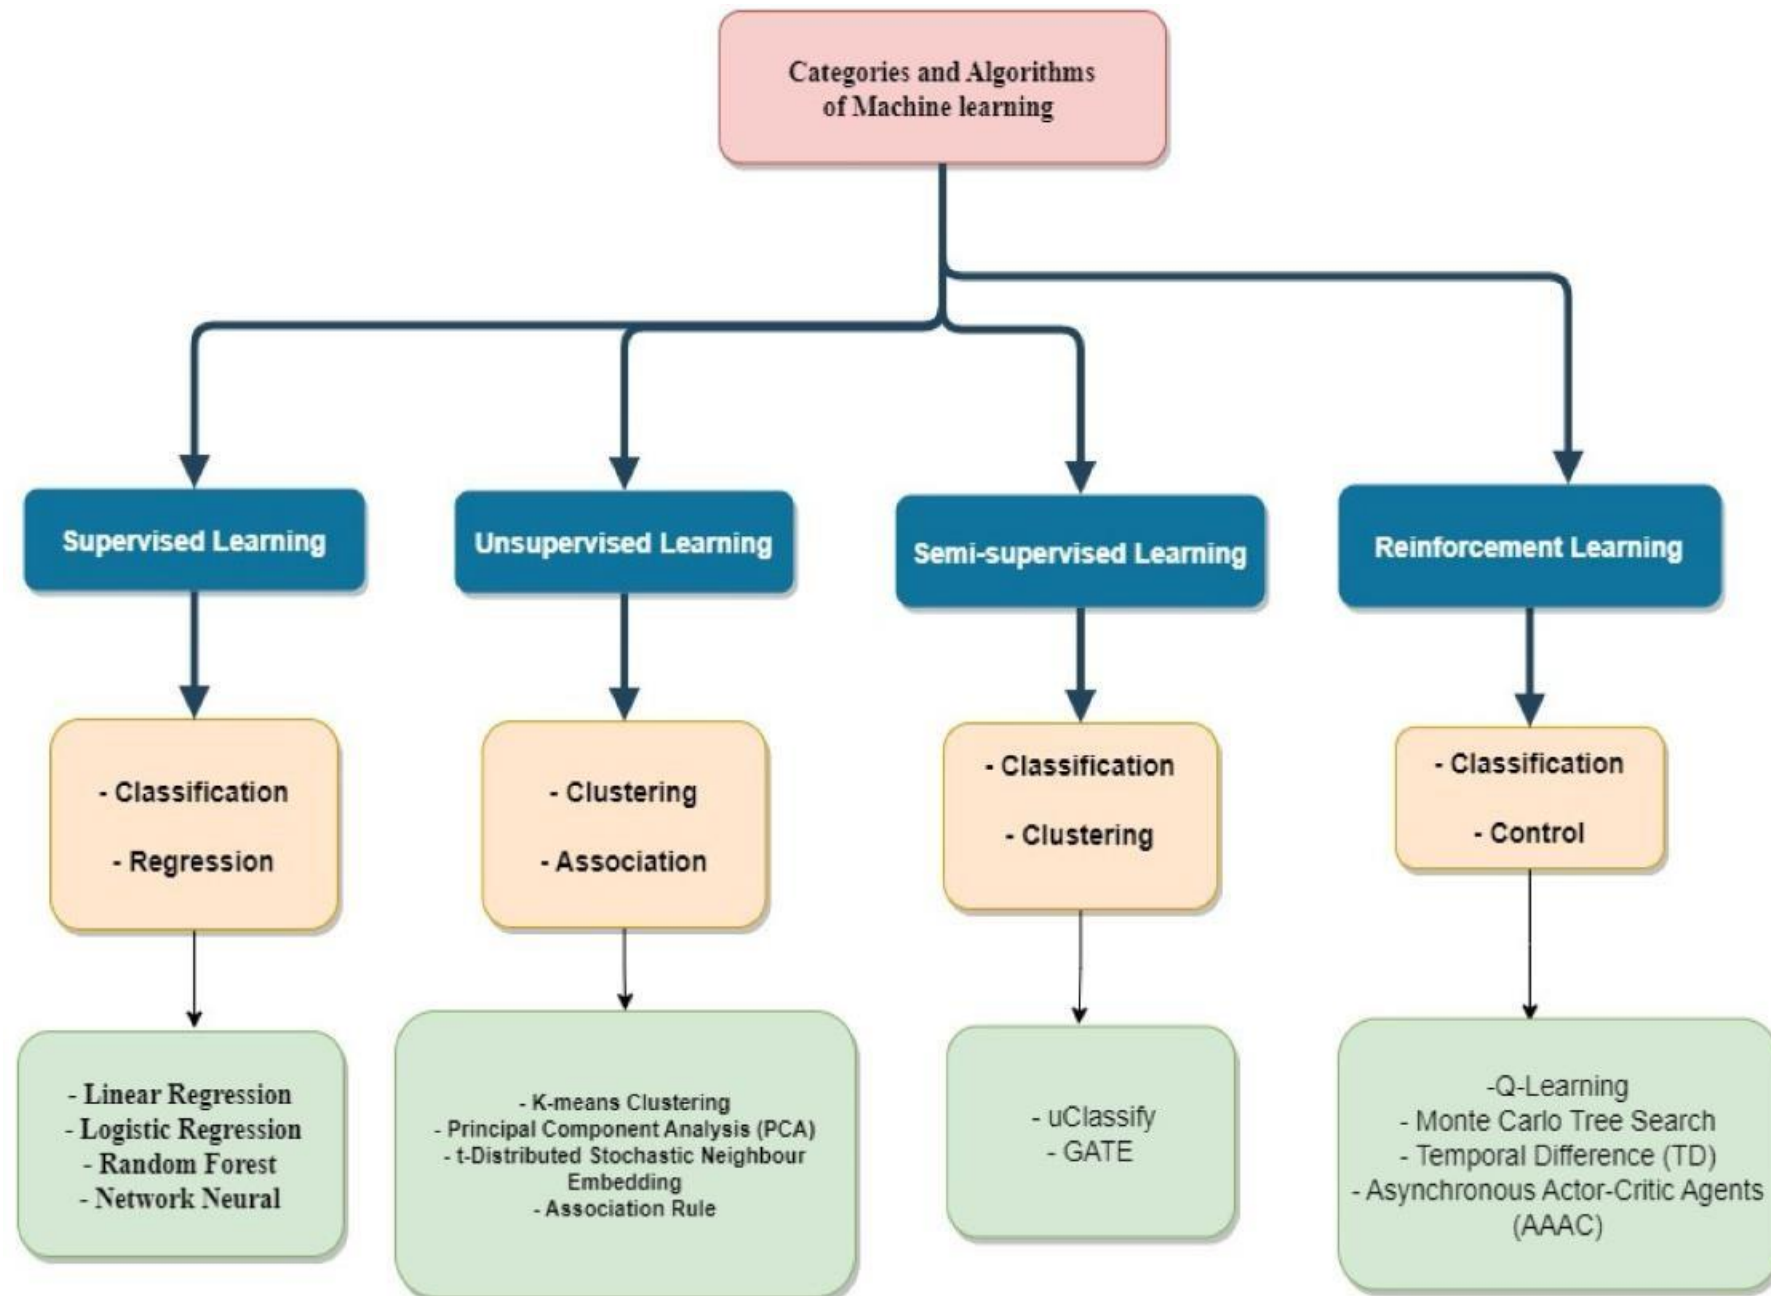 Categories and Algorithms
of Machine learning
Supervised Learning
Unsupervised Learning
Semi-supervised Learning
Reinforcement Learning
- Classification
- Regression
- Clustering
- Association
- Classification
- Clustering
- Classification
- Control
- Linear Regression
- Logistic Regression
- Random Forest
- Network Neural
- K-means Clustering
- Principal Component Analysis (PCA)
- t-Distributed Stochastic Neighbour
Embedding
- Association Rule
- uClassify
- GATE
-Q-Learning
- Monte Carlo Tree Search
- Temporal Difference (TD)
- Asynchronous Actor-Critic Agents
(AAAC)